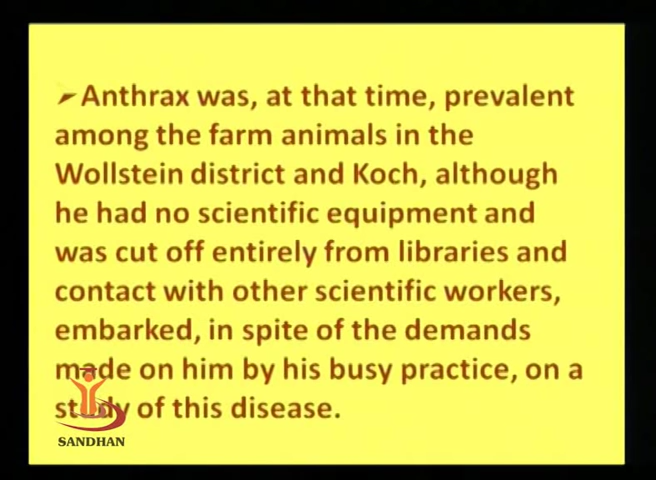 ➤Anthrax was, at that time, prevalent
among the farm animals in the
Wollstein district and Koch, although
he had no scientific equipment and
was cut off entirely from libraries and
contact with other scientific workers,
embarked, in spite of the demands
made on him by his busy practice, on a
study of this disease.
SANDHAN